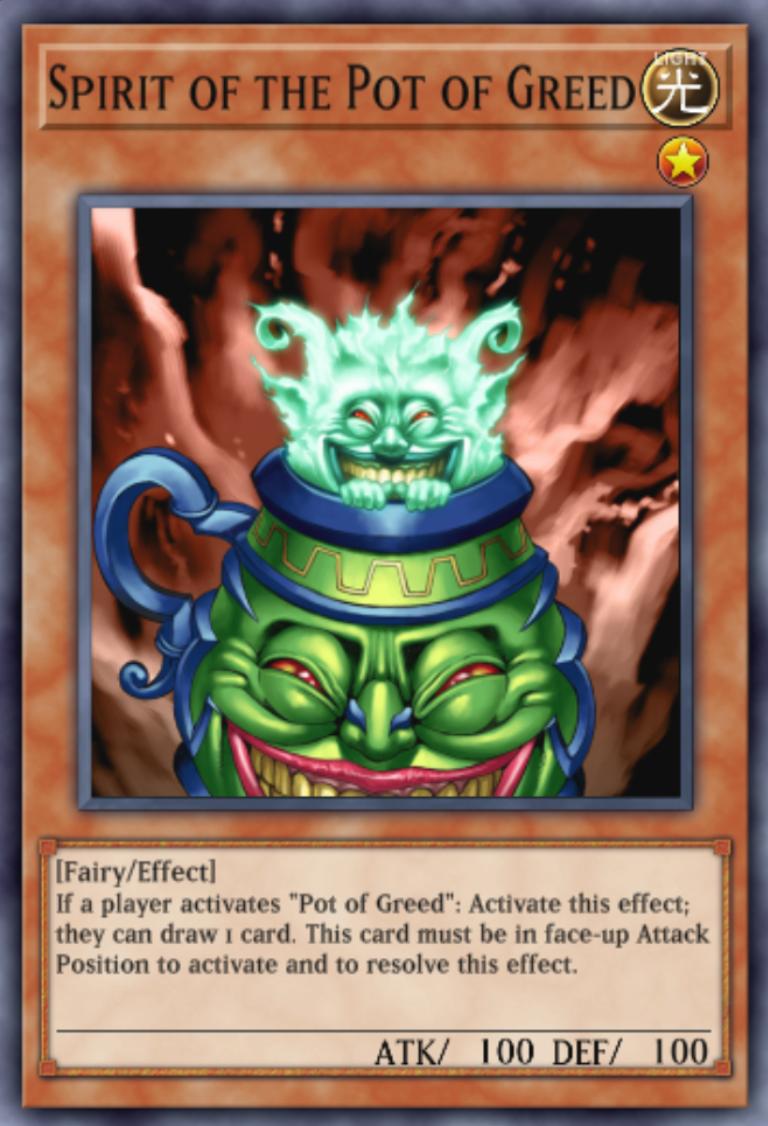 Spirit of the Pot of Greed
LIGHT
光
[Fairy/Effect]
If a player activates "Pot of Greed": Activate this effect;
they can draw 1 card. This card must be in face-up Attack
Position to activate and to resolve this effect.
ATK/ 100 DEF/ 100